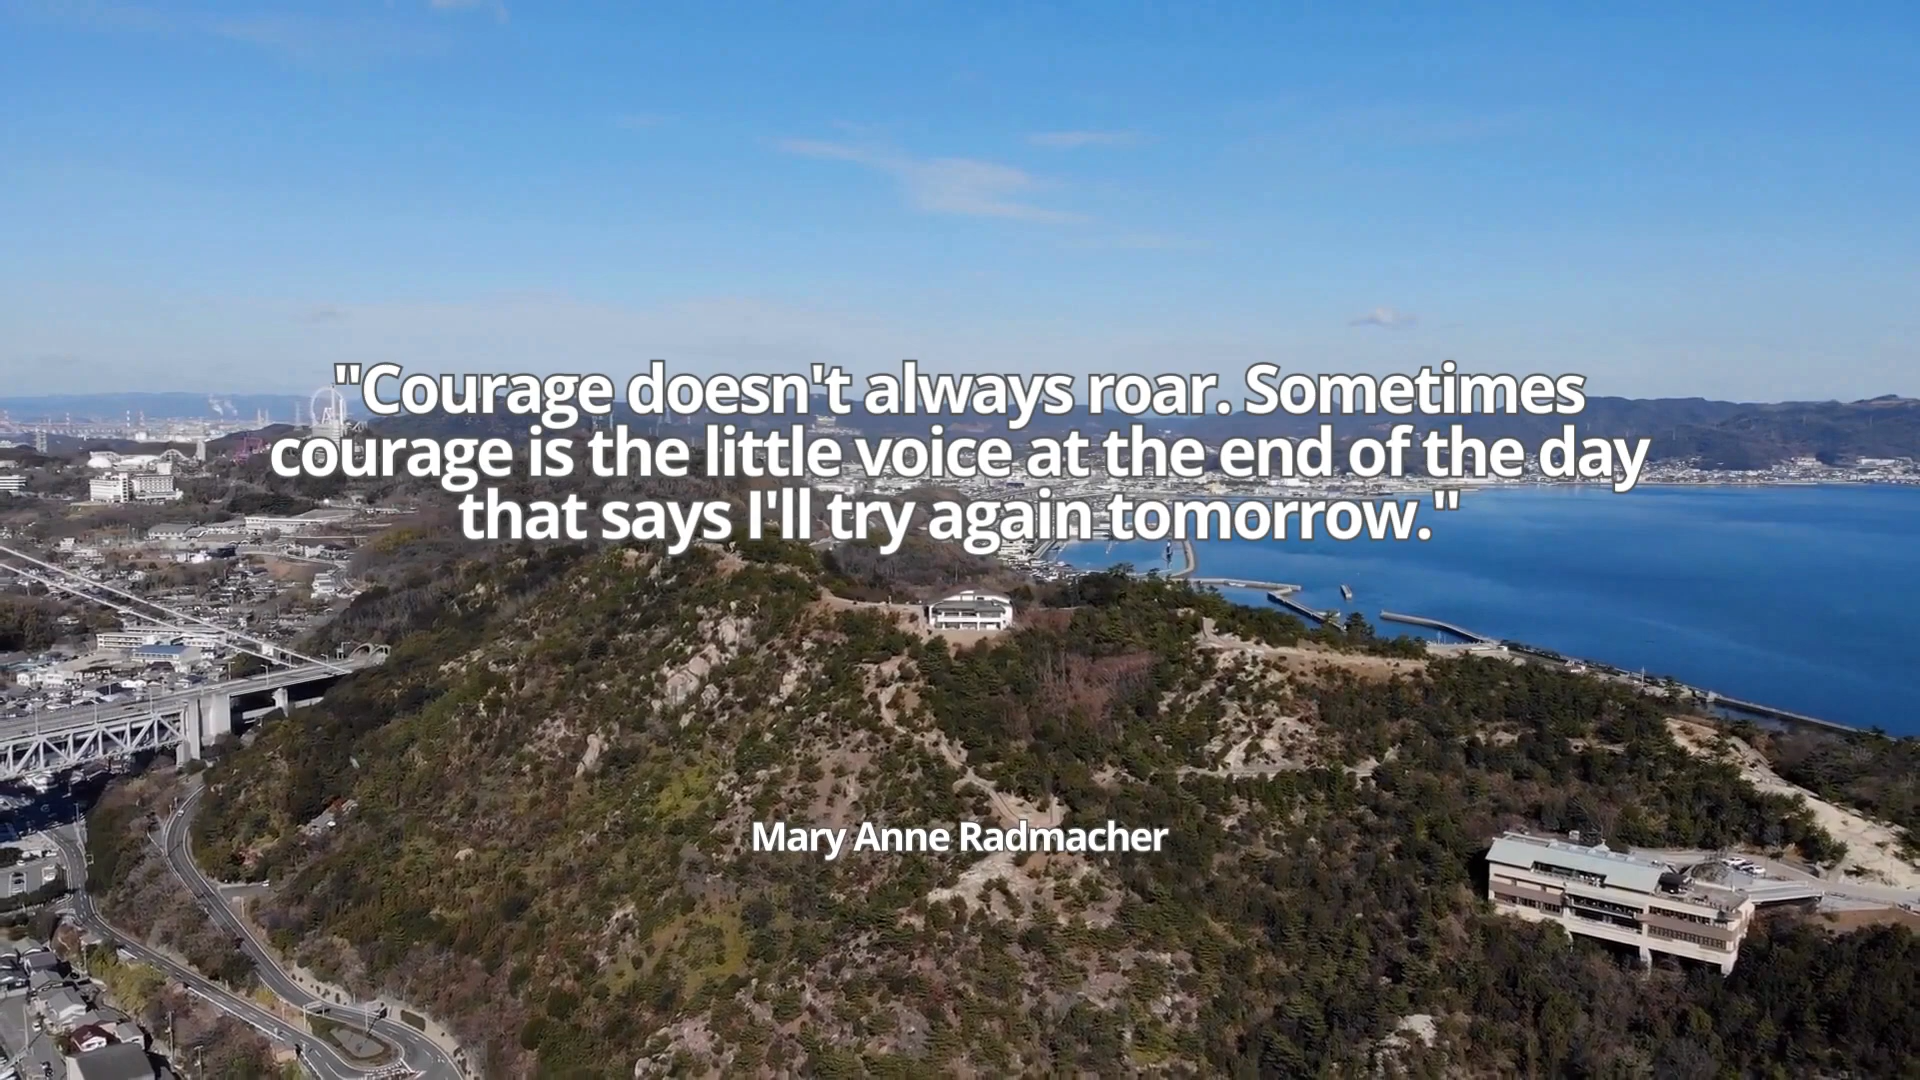 "Courage doesn't always roar. Sometimes
courage is the little voice at the end of the day
that says I'll try again tomorrow."
Mary Anne Radmacher